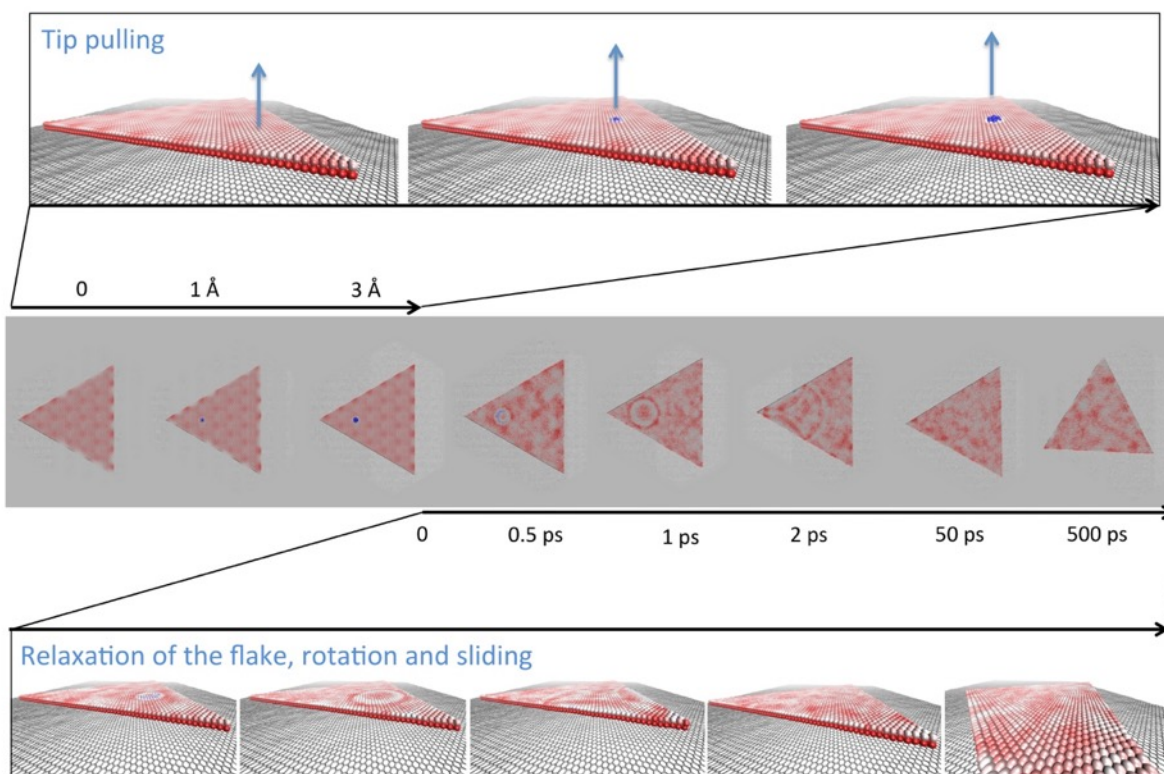 Tip pulling
0 1 Å 3 Å
0 0.5 ps 1 ps 2 ps 50 ps 500 ps
Relaxation of the flake, rotation and sliding